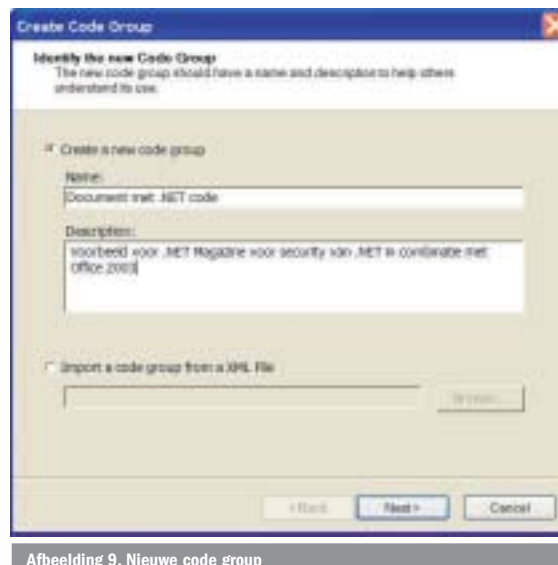 Create Code Group
Identify the new Code Group
The new code group should have a name and description to help others
understand its use.
Create a new code group
Name:
Document met .NET code
Description:
Voorbeeld voor .NET Magazine voor security van .NET in combinatie met
Office 2003
Import a code group from a XML File
Browse...
< Back
Next >
Cancel
Afbeelding 9. Nieuwe code group